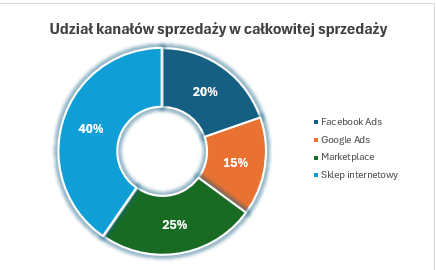 Udział kanałów sprzedaży w całkowitej sprzedaży
20%
40%
15%
25%
Facebook Ads
Google Ads
Marketplace
Sklep internetowy